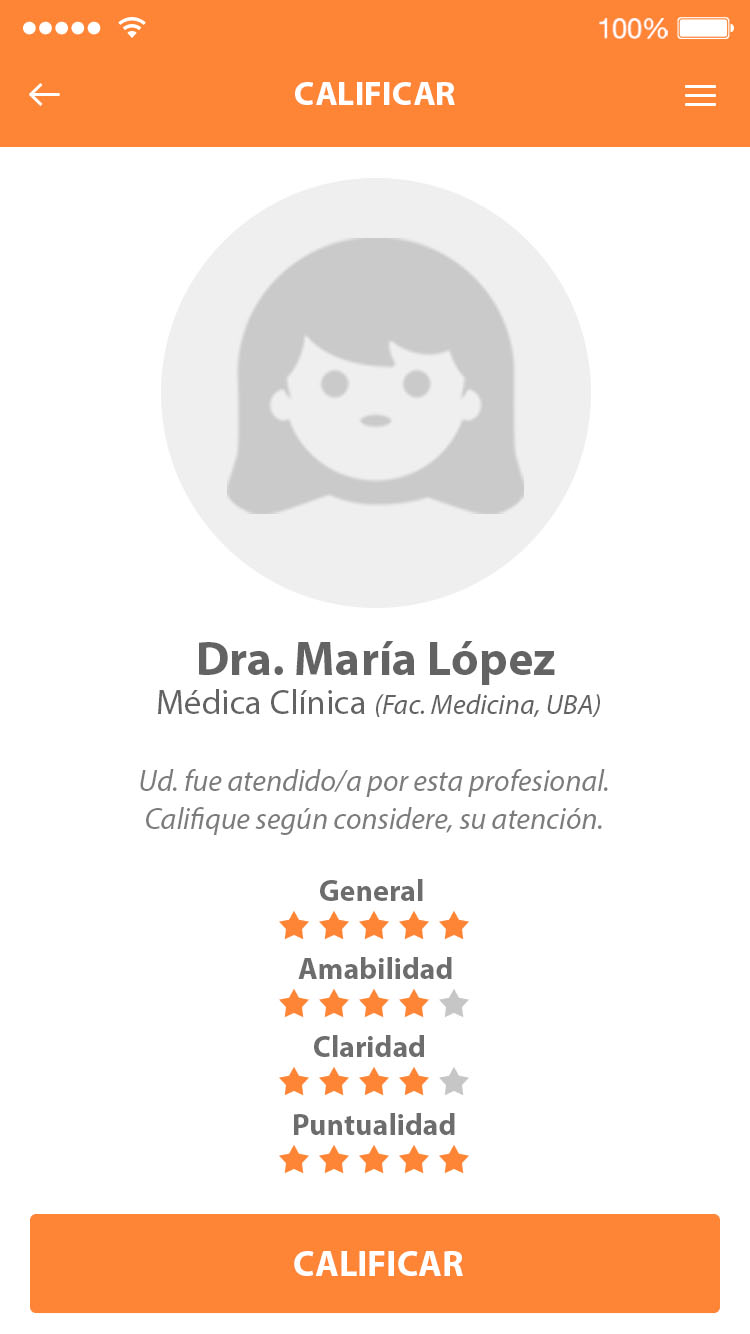 100%
CALIFICAR
Dra. María López
Médica Clínica (Fac. Medicina, UBA)
Ud. fue atendido/a por esta profesional.
Califique según considere, su atención.
General
Amabilidad
Claridad
Puntualidad
CALIFICAR